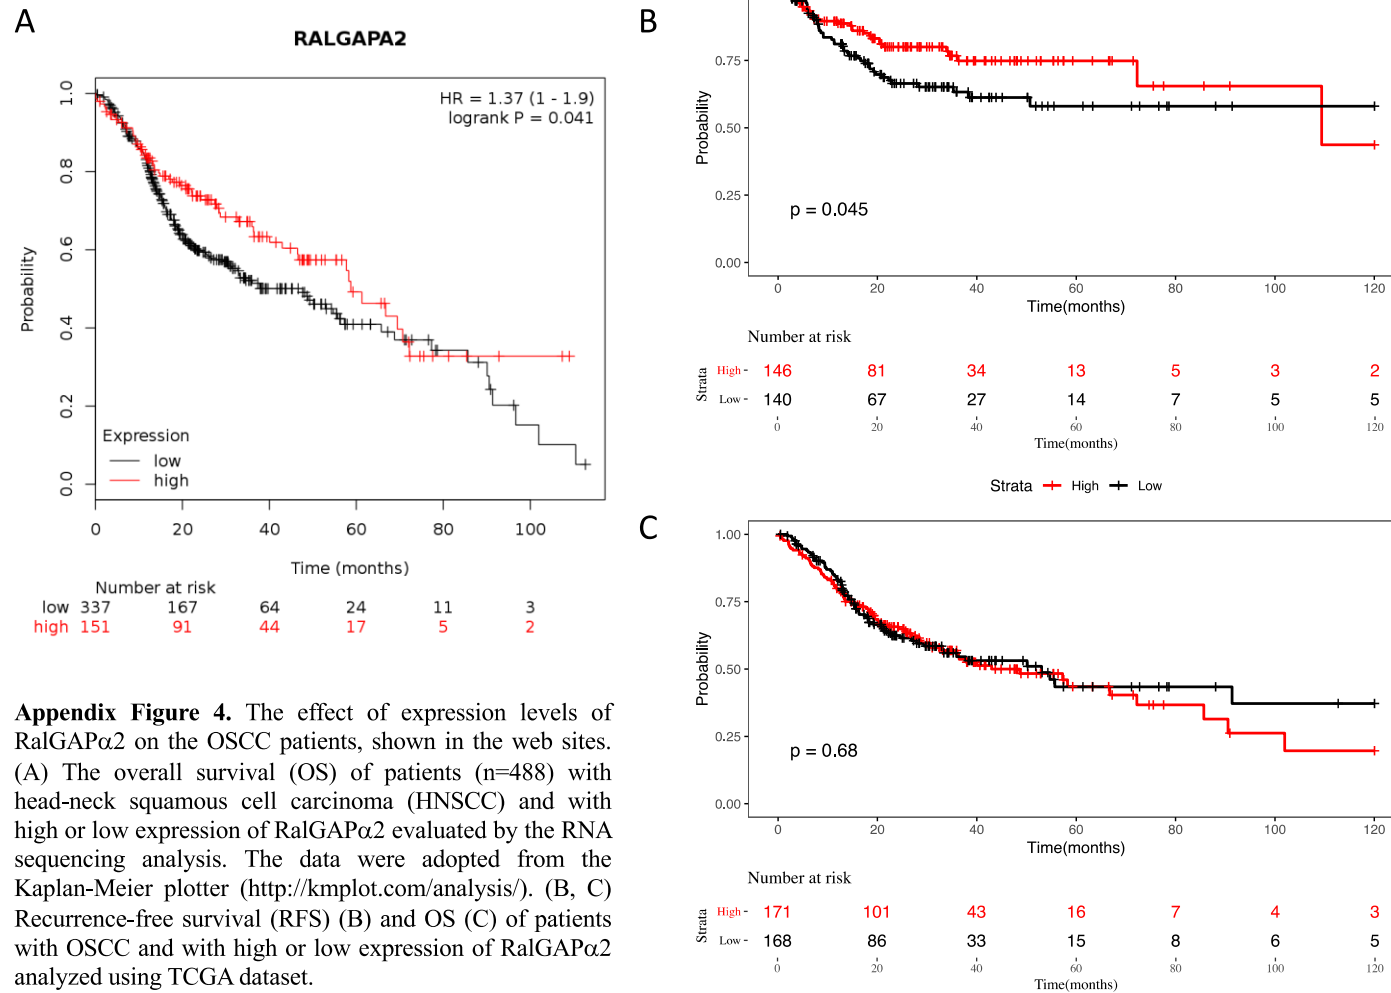 A
RALGAPA2
HR = 1.37 (1 - 1.9)
logrank P = 0.041
Probability
1.0
0.8
0.6
0.4
0.2
0.0
Expression
low
high
0 20 40 60 80 100
Time (months)
Number at risk
low 337 167 64 24 11 3
high 151 91 44 17 5 2
Appendix Figure 4. The effect of expression levels of
RalGAPα2 on the OSCC patients, shown in the web sites.
(A) The overall survival (OS) of patients (n=488) with
head-neck squamous cell carcinoma (HNSCC) and with
high or low expression of RalGAPα2 evaluated by the RNA
sequencing analysis. The data were adopted from the
Kaplan-Meier plotter (http://kmplot.com/analysis/). (B, C)
Recurrence-free survival (RFS) (B) and OS (C) of patients
with OSCC and with high or low expression of RalGAPα2
analyzed using TCGA dataset.
B
Probability
0.75
0.50
0.25
0.00
p = 0.045
0 20 40 60 80 100 120
Time(months)
Number at risk
Strata
High 146 81 34 13 5 3 2
Low 140 67 27 14 7 5 5
0 20 40 60 80 100 120
Time(months)
Strata High Low
C
Probability
1.00
0.75
0.50
0.25
0.00
p = 0.68
0 20 40 60 80 100 120
Time(months)
Number at risk
Strata
High 171 101 43 16 7 4 3
Low 168 86 33 15 8 6 5
0 20 40 60 80 100 120
Time(months)